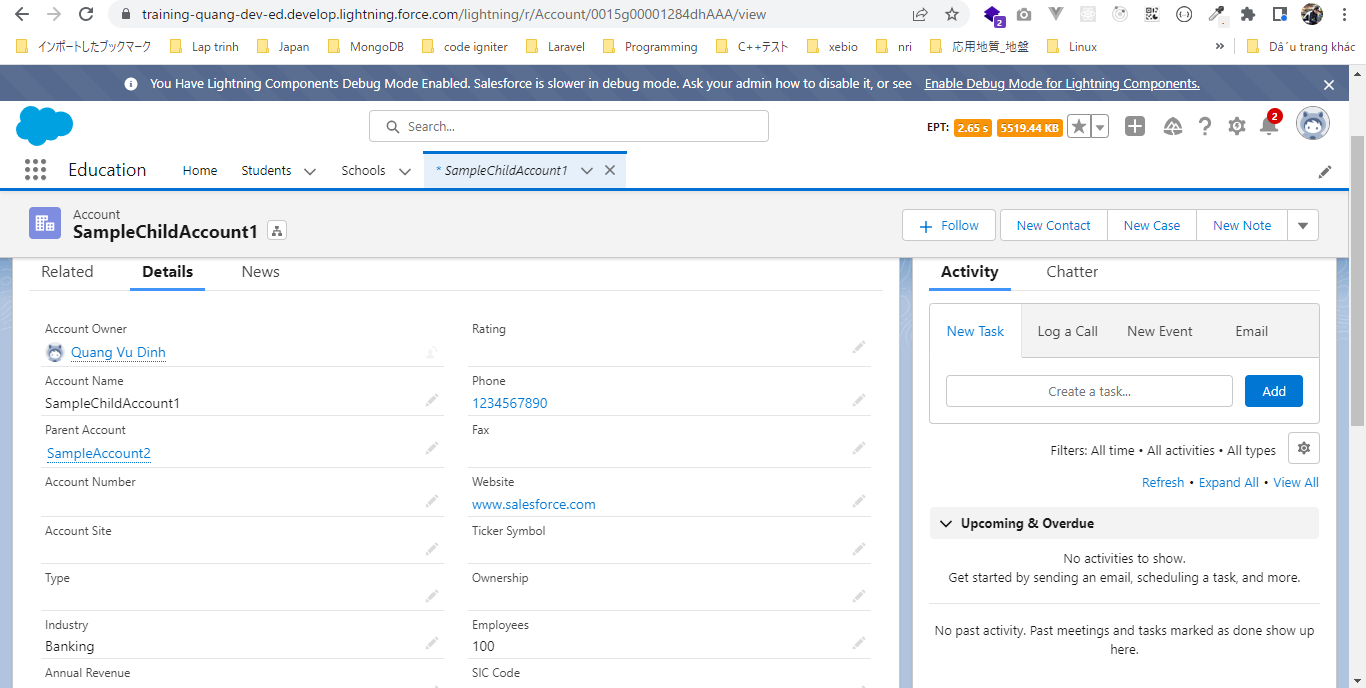 training-quang-dev-ed.develop.lightning.force.com/lightning/r/Account/0015g00001284dhAAA/view
2
インポートしたブックマーク Lap trinh Japan MongoDB code igniter Laravel Programming C++テスト xebio nri 応用地質_地盤 Linux » Dấu trang khác
You Have Lightning Components Debug Mode Enabled. Salesforce is slower in debug mode. Ask your admin how to disable it, or see Enable Debug Mode for Lightning Components.
Search...
EPT: 2.65 s 5519.44 KB
2
Education Home Students Schools * SampleChildAccount1
Account
SampleChildAccount1
Follow New Contact New Case New Note
Related Details News
Account Owner
Quang Vu Dinh
Rating
Account Name
SampleChildAccount1
Phone
1234567890
Parent Account
SampleAccount2
Fax
Account Number
Website
www.salesforce.com
Account Site
Ticker Symbol
Type
Ownership
Industry
Banking
Employees
100
Annual Revenue
SIC Code
Activity Chatter
New Task Log a Call New Event Email
Create a task...
Add
Filters: All time • All activities • All types
Refresh • Expand All • View All
Upcoming & Overdue
No activities to show.
Get started by sending an email, scheduling a task, and more.
No past activity. Past meetings and tasks marked as done show up
here.